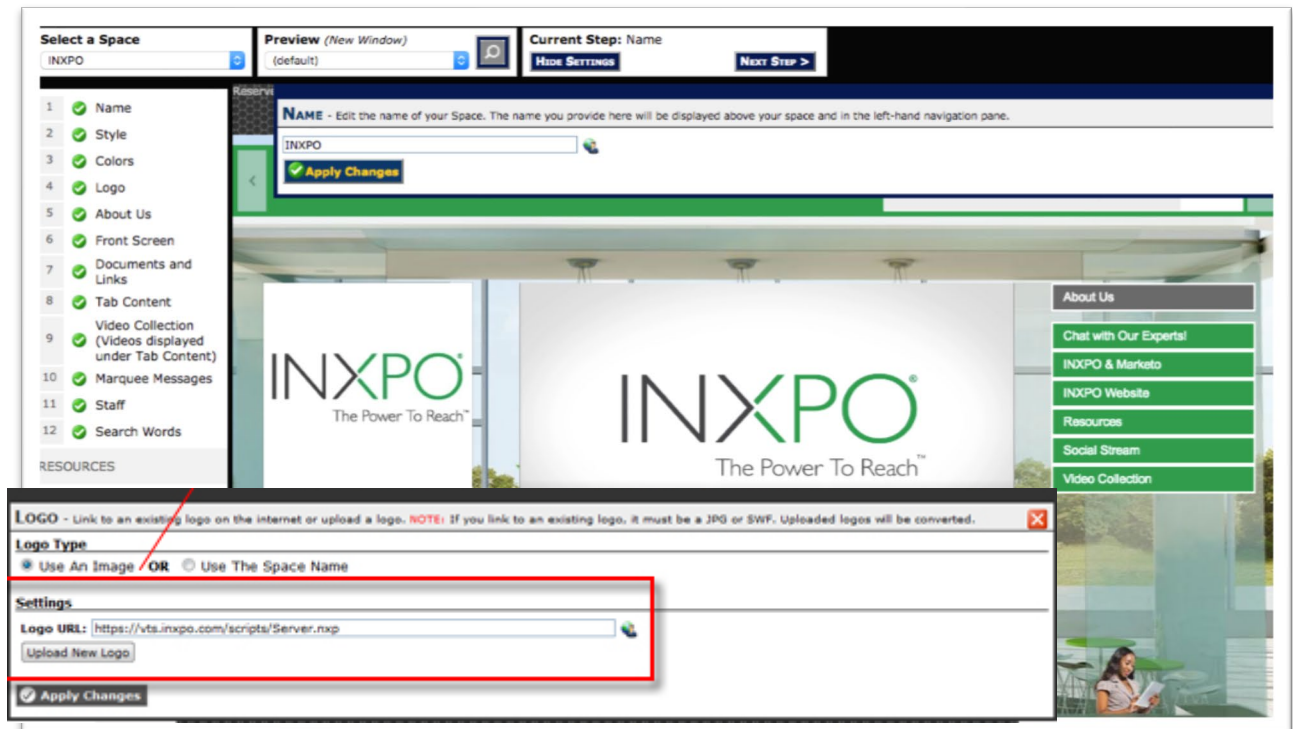 Select a Space
INXPO
Preview (New Window)
(default)
Current Step: Name
HIDE SETTINGS
NEXT STEP >
1 Name
2 Style
3 Colors
4 Logo
5 About Us
6 Front Screen
7 Documents and
Links
8 Tab Content
9 Video Collection
(Videos displayed
under Tab Content)
10 Marquee Messages
11 Staff
12 Search Words
RESOURCES
NAME - Edit the name of your Space. The name you provide here will be displayed above your space and in the left-hand navigation pane.
INXPO
Apply Changes
INXPO®
The Power To Reach™
INXPO®
The Power To Reach™
About Us
Chat with Our Experts!
INXPO & Marketo
INXPO Website
Resources
Social Stream
Video Collection
LOGO - Link to an existing logo on the internet or upload a logo. NOTE: If you link to an existing logo, it must be a JPG or SWF. Uploaded logos will be converted.
Logo Type
Use An Image OR Use The Space Name
Settings
Logo URL: https://vts.inxpo.com/scripts/Server.nxp
Upload New Logo
Apply Changes